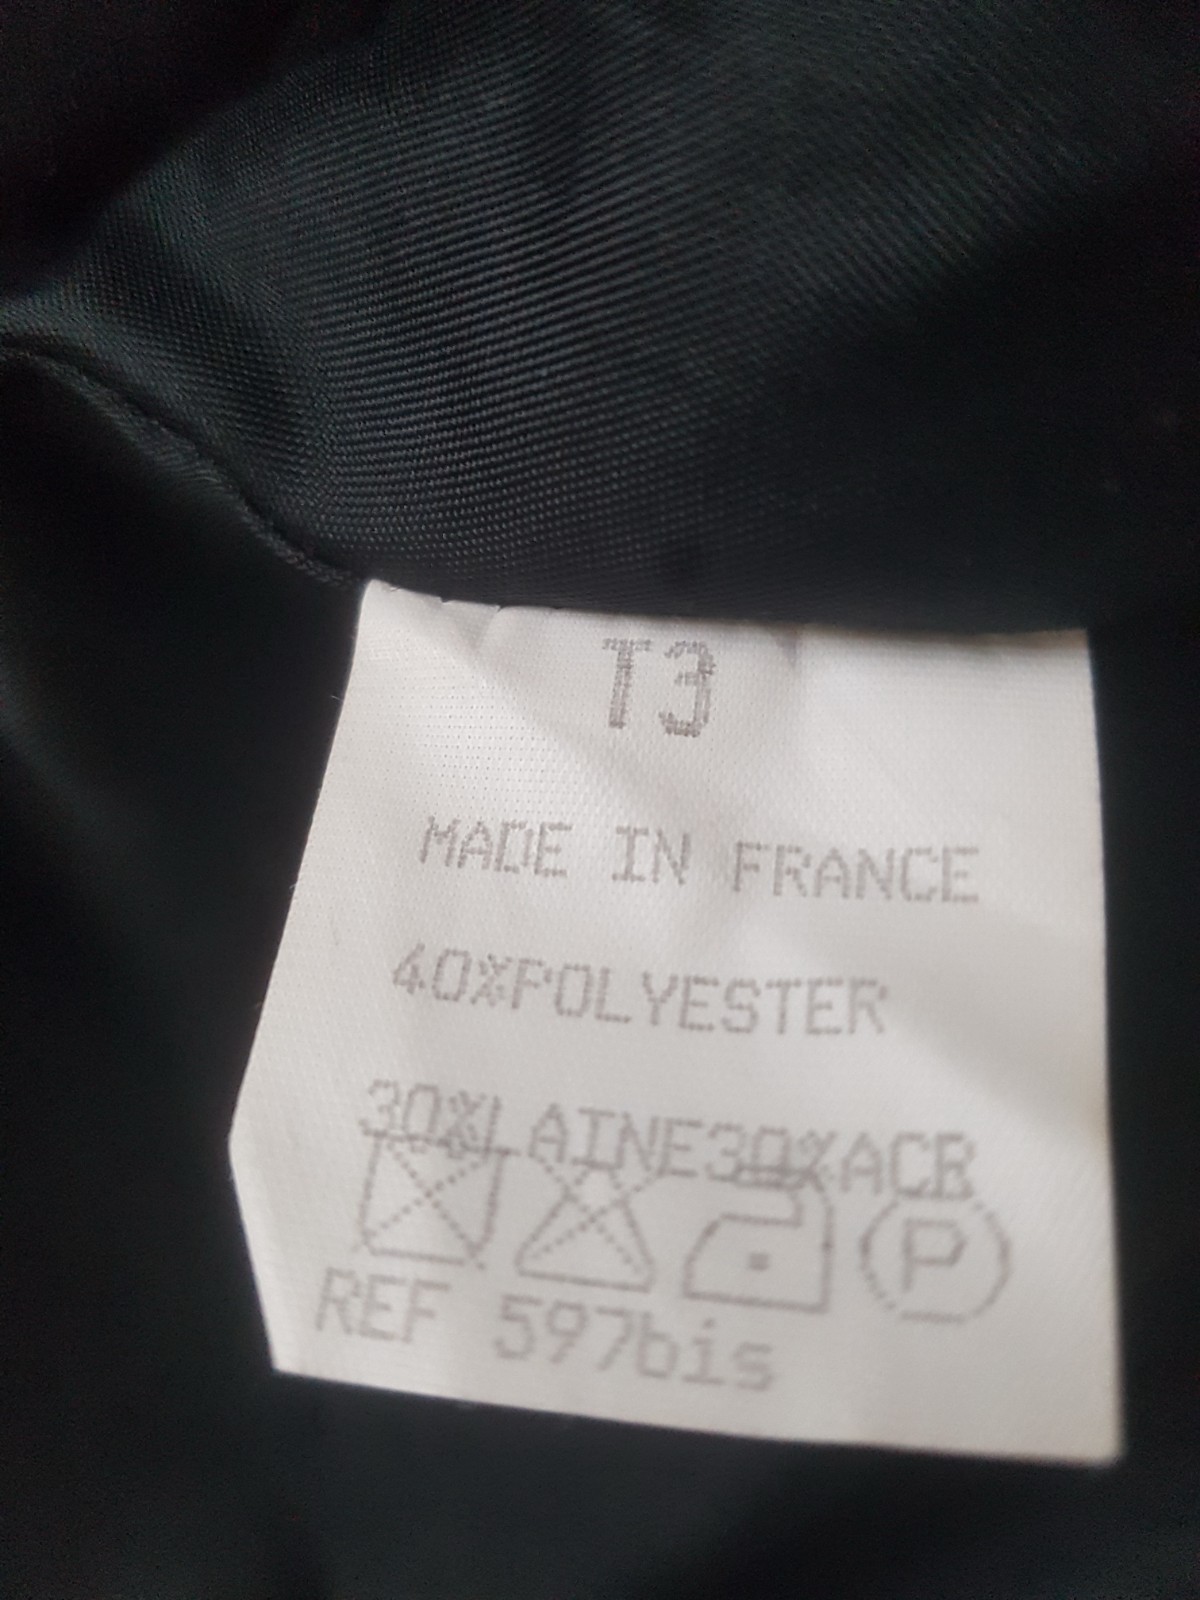 T3
MADE IN FRANCE
40%POLYESTER
30%LAINE30%ACR
P
REF 597bis